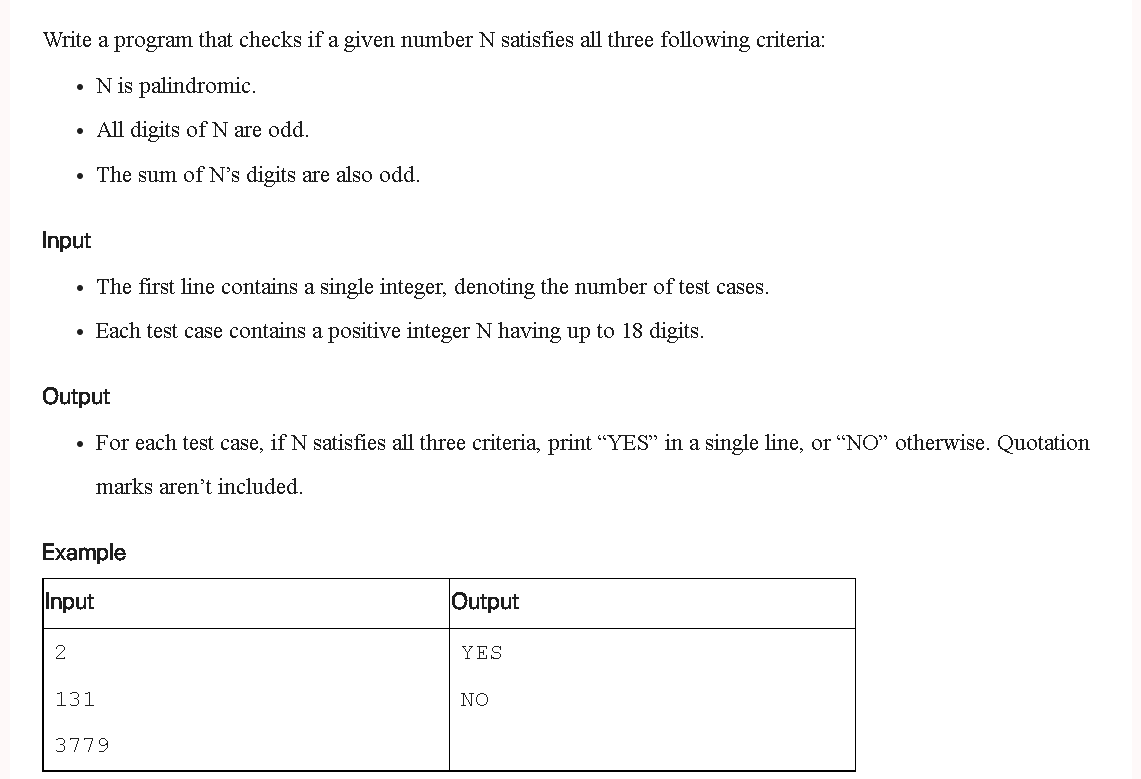 Write a program that checks if a given number N satisfies all three following criteria:
• N is palindromic.
• All digits of N are odd.
• The sum of N’s digits are also odd.
Input
• The first line contains a single integer, denoting the number of test cases.
• Each test case contains a positive integer N having up to 18 digits.
Output
• For each test case, if N satisfies all three criteria, print “YES” in a single line, or “NO” otherwise. Quotation
marks aren’t included.
Example
Input Output
2 YES
131 NO
3779